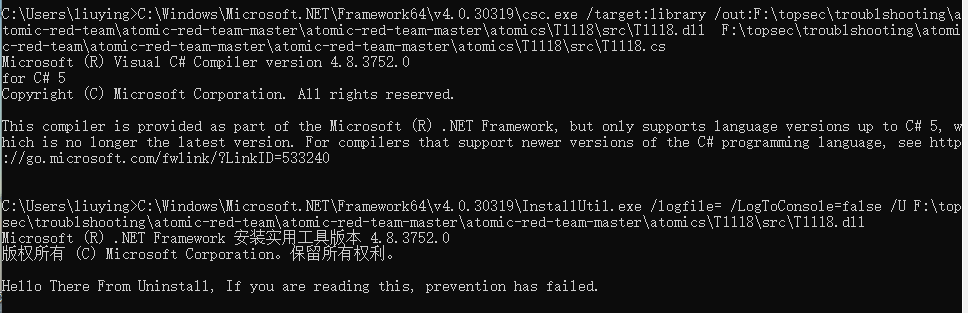 C:\Users\liuying>C:\Windows\Microsoft.NET\Framework64\v4.0.30319\csc.exe /target:library /out:F:\topsec\troublshooting\a
tomic-red-team\atomic-red-team-master\atomic-red-team-master\atomics\T1118\src\T1118.dll  F:\topsec\troublshooting\atomi
c-red-team\atomic-red-team-master\atomic-red-team-master\atomics\T1118\src\T1118.cs
Microsoft (R) Visual C# Compiler version 4.8.3752.0
for C# 5
Copyright (C) Microsoft Corporation. All rights reserved.
This compiler is provided as part of the Microsoft (R) .NET Framework, but only supports language versions up to C# 5, w
hich is no longer the latest version. For compilers that support newer versions of the C# programming language, see http
://go.microsoft.com/fwlink/?LinkID=533240
C:\Users\liuying>C:\Windows\Microsoft.NET\Framework64\v4.0.30319\InstallUtil.exe /logfile= /LogToConsole=false /U F:\top
sec\troublshooting\atomic-red-team\atomic-red-team-master\atomic-red-team-master\atomics\T1118\src\T1118.dll
Microsoft (R) .NET Framework 安装实用工具版本 4.8.3752.0
版权所有 (C) Microsoft Corporation。保留所有权利。
Hello There From Uninstall, If you are reading this, prevention has failed.